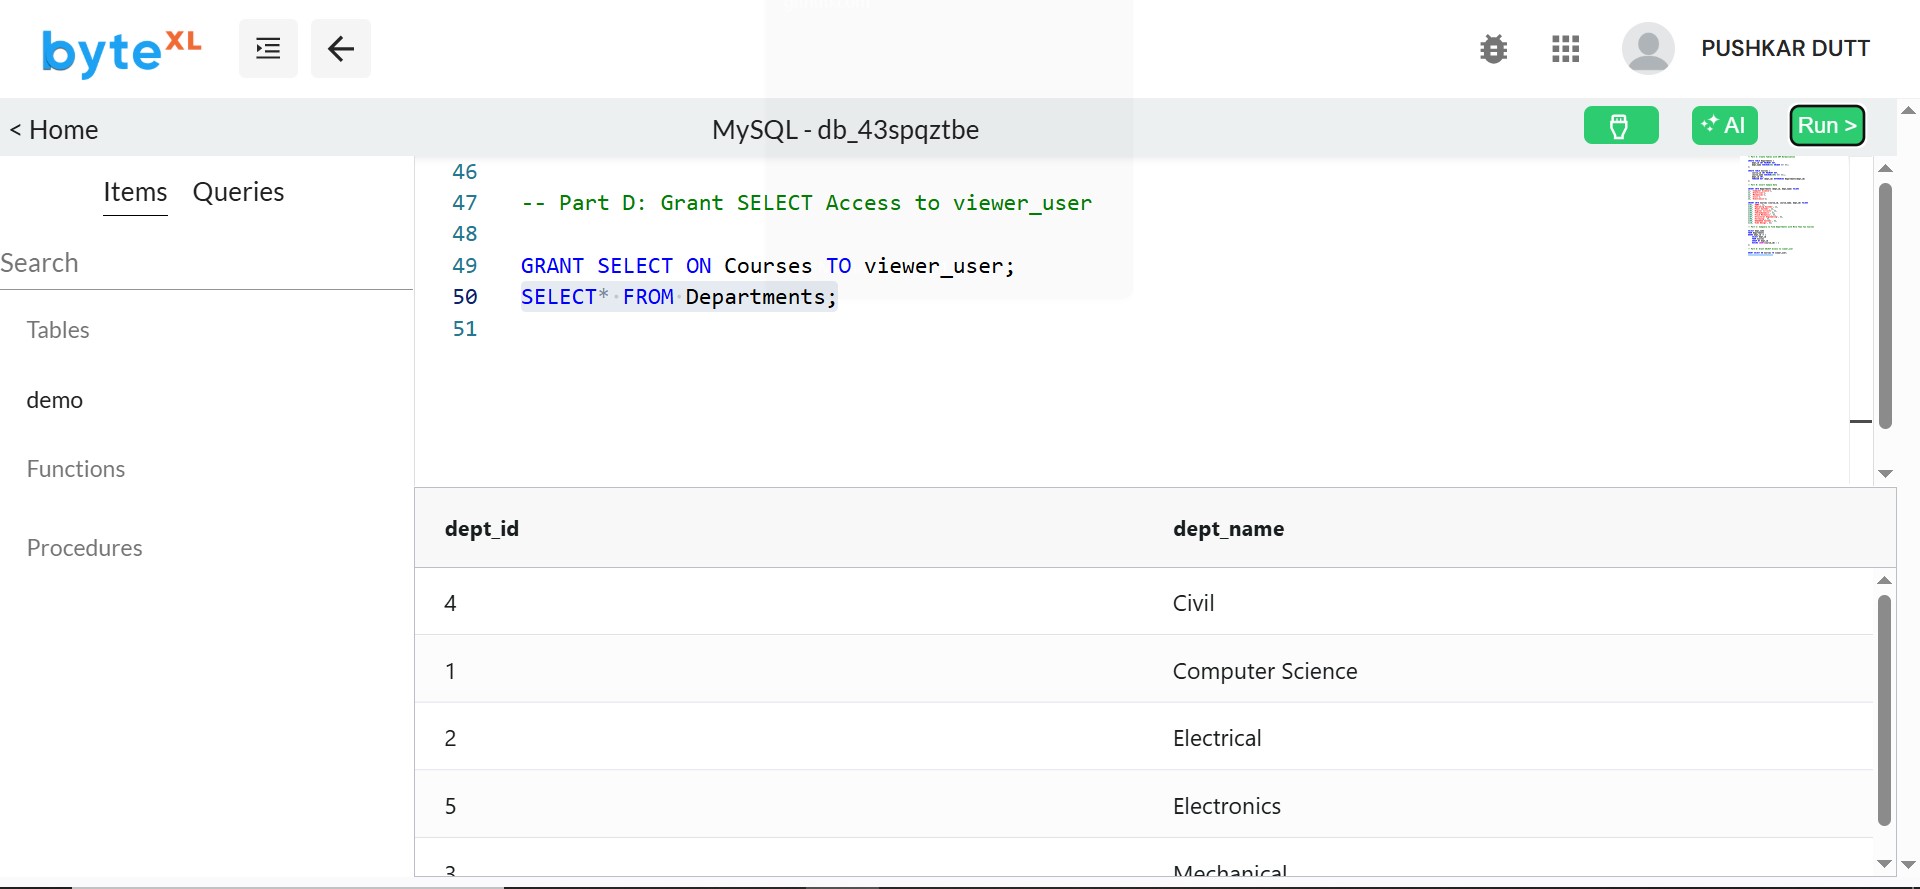 byteXL
PUSHKAR DUTT
< Home
MySQL - db_43spqztbe
AI
Run >
Items Queries
Search
Tables
demo
Functions
Procedures
46
47 -- Part D: Grant SELECT Access to viewer_user
48
49 GRANT SELECT ON Courses TO viewer_user;
50 SELECT* FROM Departments;
51
dept_id dept_name
4 Civil
1 Computer Science
2 Electrical
5 Electronics
3 Mechanical